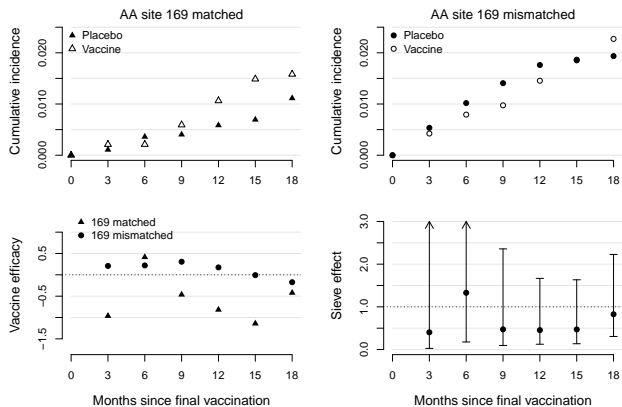 AA site 169 matched
Cumulative incidence
0.020
0.010
0.000
Placebo
Vaccine
0 3 6 9 12 15 18
AA site 169 mismatched
Cumulative incidence
0.020
0.010
0.000
Placebo
Vaccine
0 3 6 9 12 15 18
Vaccine efficacy
0.5
−0.5
−1.5
169 matched
169 mismatched
0 3 6 9 12 15 18
Months since final vaccination
Sieve effect
3.0
2.0
1.0
0.0
0 3 6 9 12 15 18
Months since final vaccination